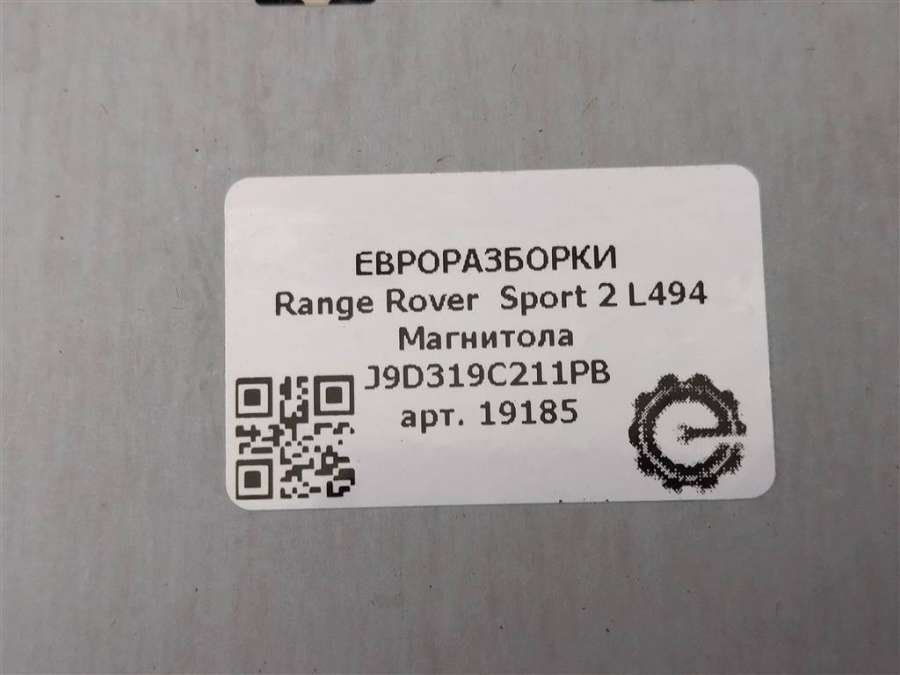 ЕВРОРАЗБОРКИ
Range Rover Sport 2 L494
Магнитола
J9D319C211PB
арт. 19185